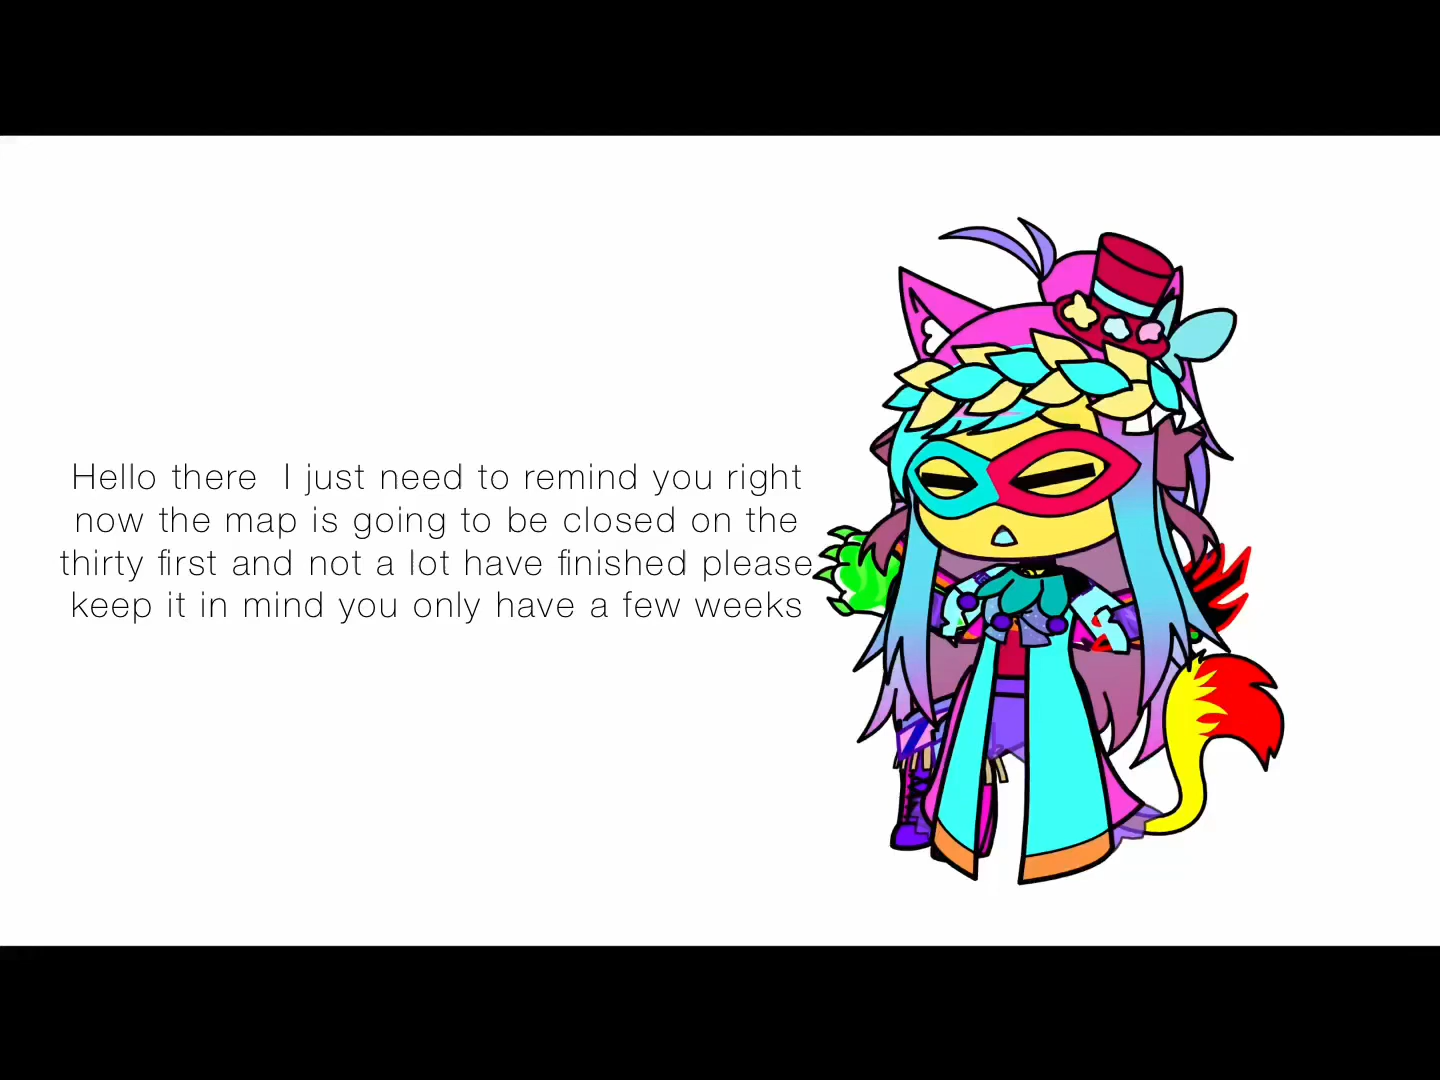 Hello there  I just need to remind you right
now the map is going to be closed on the
thirty first and not a lot have finished please
keep it in mind you only have a few weeks